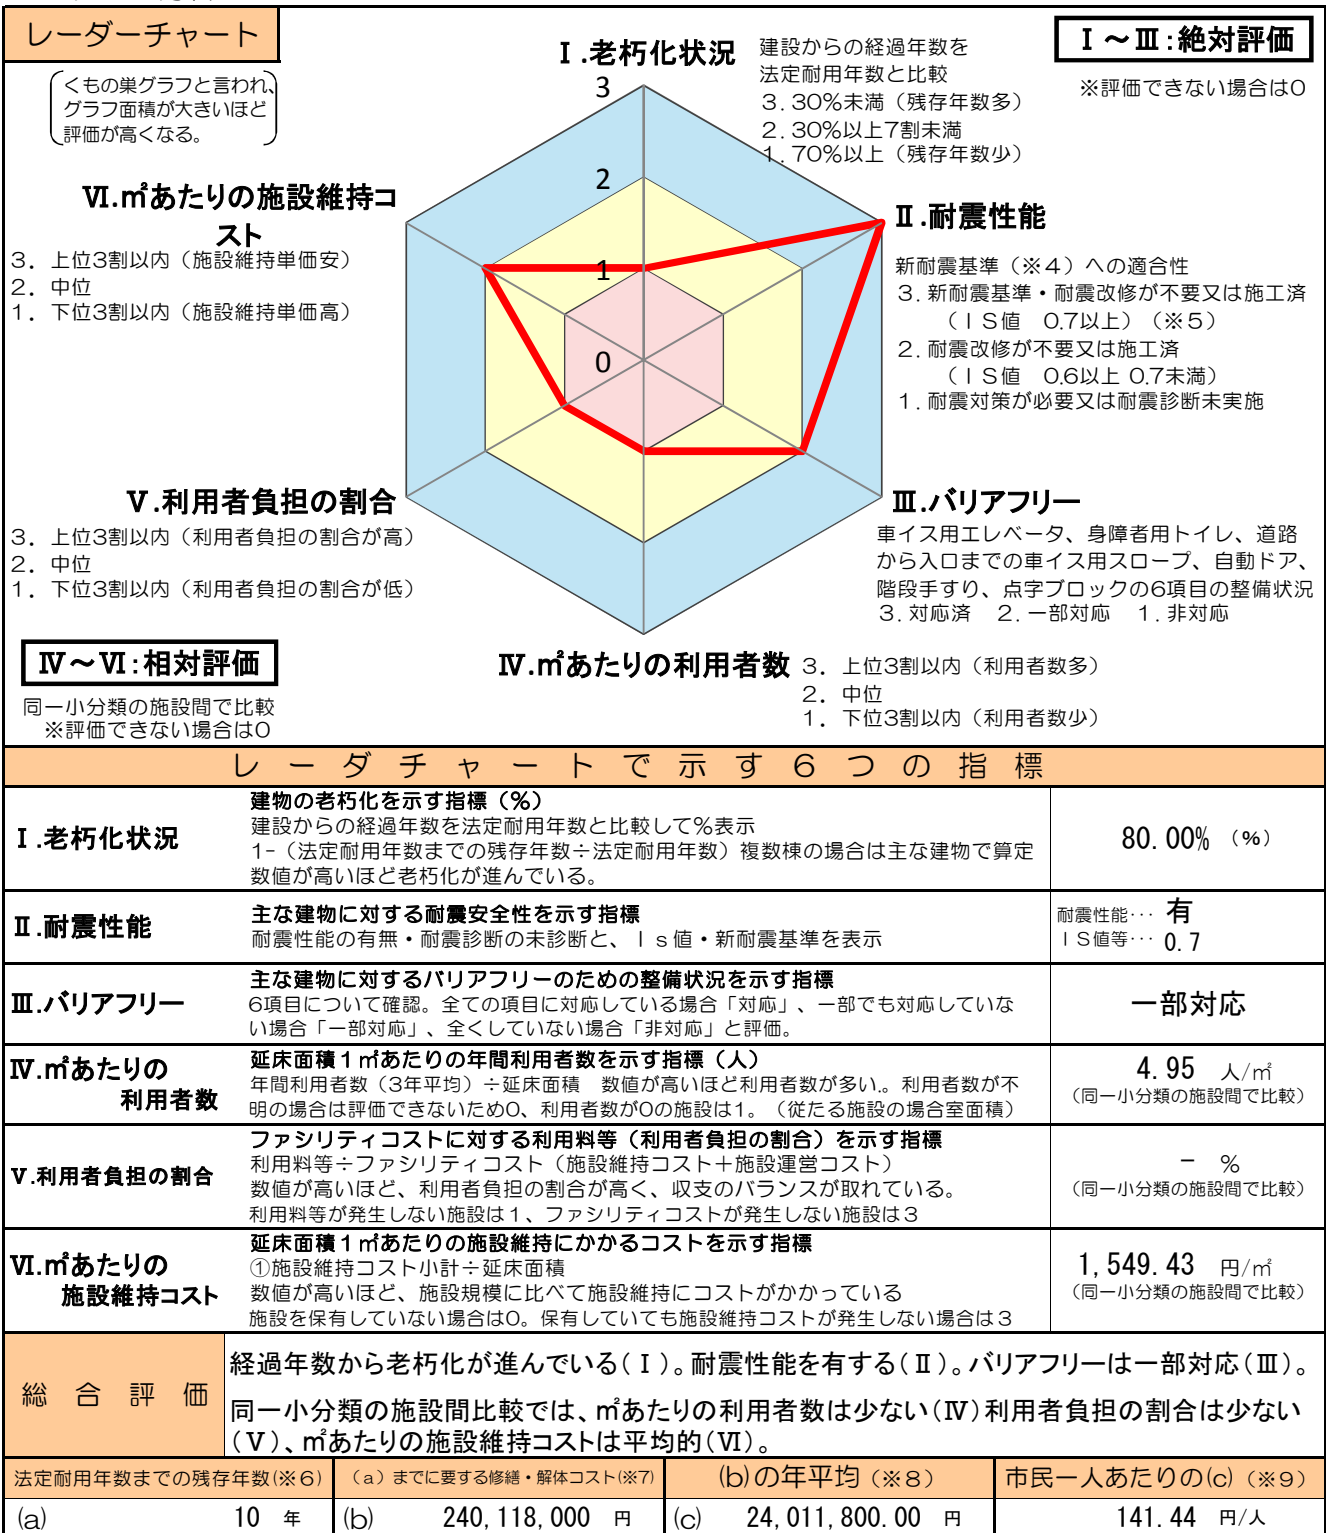 レーダーチャート
くもの巣グラフと言われ、
グラフ面積が大きいほど
評価が高くなる。
Ⅰ.老朽化状況
建設からの経過年数を
法定耐用年数と比較
3.30%未満（残存年数多）
2.30%以上7割未満
1.70%以上（残存年数少）
Ⅰ～Ⅲ:絶対評価
※評価できない場合は0
3
2
1
0
Ⅱ.耐震性能
新耐震基準（※4）への適合性
3.新耐震基準・耐震改修が不要又は施工済
（ＩＳ値　0.7以上）（※5）
2.耐震改修が不要又は施工済
（ＩＳ値　0.6以上 0.7未満）
1.耐震対策が必要又は耐震診断未実施
Ⅵ.㎡あたりの施設維持コ
スト
3. 上位3割以内（施設維持単価安）
2. 中位
1. 下位3割以内（施設維持単価高）
Ⅴ.利用者負担の割合
3. 上位3割以内（利用者負担の割合が高）
2. 中位
1. 下位3割以内（利用者負担の割合が低）
Ⅲ.バリアフリー
車イス用エレベータ、身障者用トイレ、道路
から入口までの車イス用スロープ、自動ドア、
階段手すり、点字ブロックの6項目の整備状況
3.対応済　2.一部対応　1.非対応
Ⅳ～Ⅵ:相対評価
同一小分類の施設間で比較
※評価できない場合は0
Ⅳ.㎡あたりの利用者数
3. 上位3割以内（利用者数多）
2. 中位
1. 下位3割以内（利用者数少）
レーダチャートで示す6つの指標
Ⅰ.老朽化状況
建物の老朽化を示す指標（%）
建設からの経過年数を法定耐用年数と比較して%表示
1-（法定耐用年数までの残存年数÷法定耐用年数）複数棟の場合は主な建物で算定
数値が高いほど老朽化が進んでいる。
80.00% （%）
Ⅱ.耐震性能
主な建物に対する耐震安全性を示す指標
耐震性能の有無・耐震診断の未診断と、Ｉｓ値・新耐震基準を表示
耐震性能… 有
ＩＳ値等… 0.7
Ⅲ.バリアフリー
主な建物に対するバリアフリーのための整備状況を示す指標
6項目について確認。全ての項目に対応している場合「対応」、一部でも対応していな
い場合「一部対応」、全くしていない場合「非対応」と評価。
一部対応
Ⅳ.㎡あたりの
利用者数
延床面積1㎡あたりの年間利用者数を示す指標（人）
年間利用者数（3年平均）÷延床面積　数値が高いほど利用者数が多い.。利用者数が不
明の場合は評価できないため0、利用者数が0の施設は1。（従たる施設の場合室面積）
4.95 人/㎡
（同一小分類の施設間で比較）
Ⅴ.利用者負担の割合
ファシリティコストに対する利用料等（利用者負担の割合）を示す指標
利用料等÷ファシリティコスト（施設維持コスト＋施設運営コスト）
数値が高いほど、利用者負担の割合が高く、収支のバランスが取れている。
利用料等が発生しない施設は1、ファシリティコストが発生しない施設は3
－ %
（同一小分類の施設間で比較）
Ⅵ.㎡あたりの
施設維持コスト
延床面積1㎡あたりの施設維持にかかるコストを示す指標
①施設維持コスト小計÷延床面積
数値が高いほど、施設規模に比べて施設維持にコストがかかっている
施設を保有していない場合は0。保有していても施設維持コストが発生しない場合は3
1,549.43 円/㎡
（同一小分類の施設間で比較）
総合評価
経過年数から老朽化が進んでいる(Ⅰ)。耐震性能を有する(Ⅱ)。バリアフリーは一部対応(Ⅲ)。
同一小分類の施設間比較では、㎡あたりの利用者数は少ない(Ⅳ)利用者負担の割合は少ない
(Ⅴ)、㎡あたりの施設維持コストは平均的(Ⅵ)。
法定耐用年数までの残存年数(※6)
（a）までに要する修繕・解体コスト(※7)
(b)の年平均（※8）
市民一人あたりの(c)（※9）
(a) 10 年
(b) 240,118,000 円
(c) 24,011,800.00 円
141.44 円/人